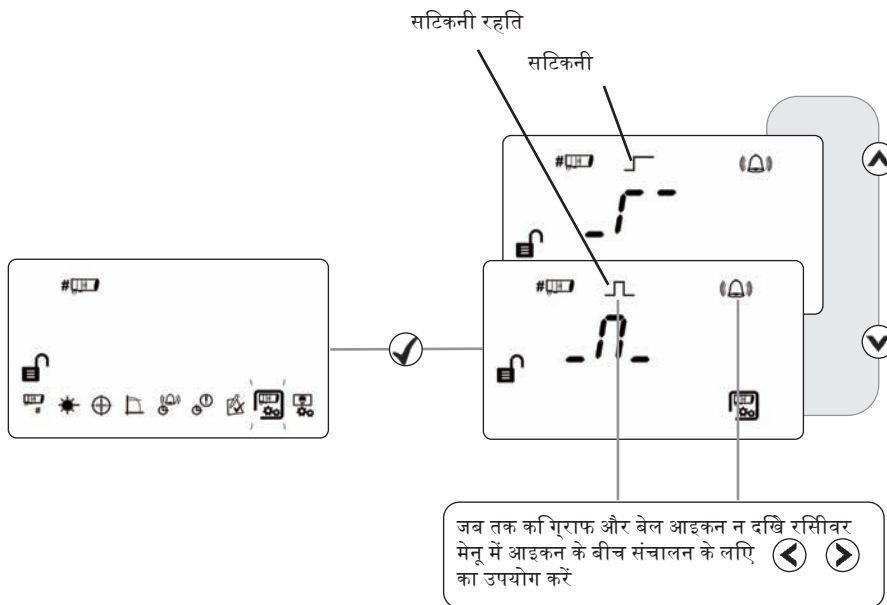 सटिकनी रहति
सटिकनी
#
#
#
#
जब तक कि ग्राफ और बेल आइकन न दिखे रिसीवर
मेनू में आइकन के बीच संचालन के लिए
का उपयोग करें